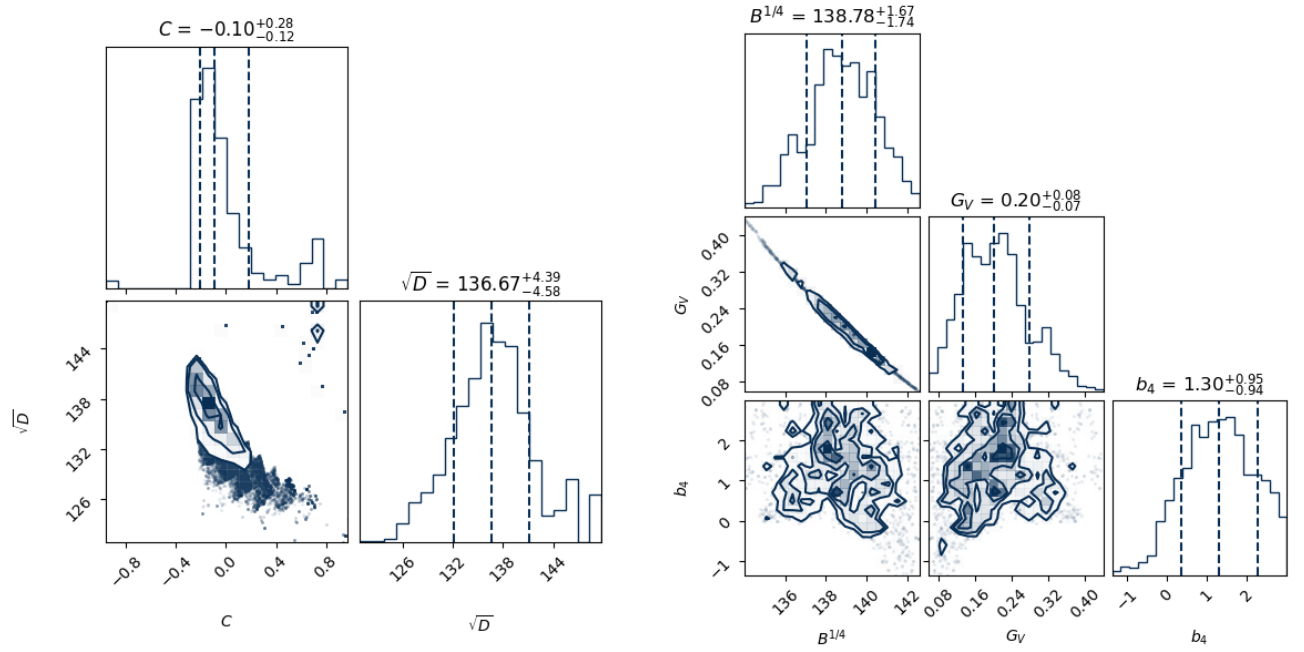 C = −0.10^{+0.28}_{−0.12}
√D = 136.67^{+4.39}_{−4.58}
144
138
132
126
√D
−0.8 −0.4 0.0 0.4 0.8
C
126 132 138 144
√D
B^{1/4} = 138.78^{+1.67}_{−1.74}
G_V = 0.20^{+0.08}_{−0.07}
0.40
0.32
0.24
0.16
0.08
G_V
b_4 = 1.30^{+0.95}_{−0.94}
2
1
0
−1
b_4
136 138 140 142
B^{1/4}
0.08 0.16 0.24 0.32 0.40
G_V
−1 0 1 2
b_4